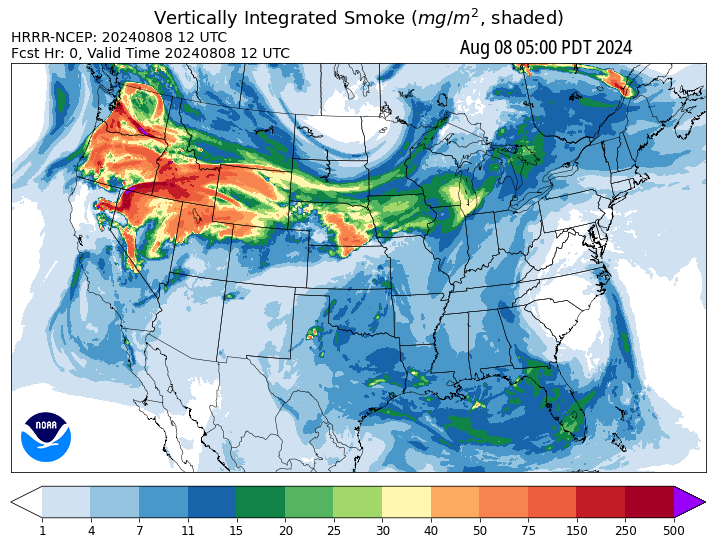 Vertically Integrated Smoke (mg/m², shaded)
HRRR-NCEP: 20240808 12 UTC
Fcst Hr: 0, Valid Time 20240808 12 UTC
Aug 08 05:00 PDT 2024
NOAA
1 4 7 11 15 20 25 30 40 50 75 150 250 500